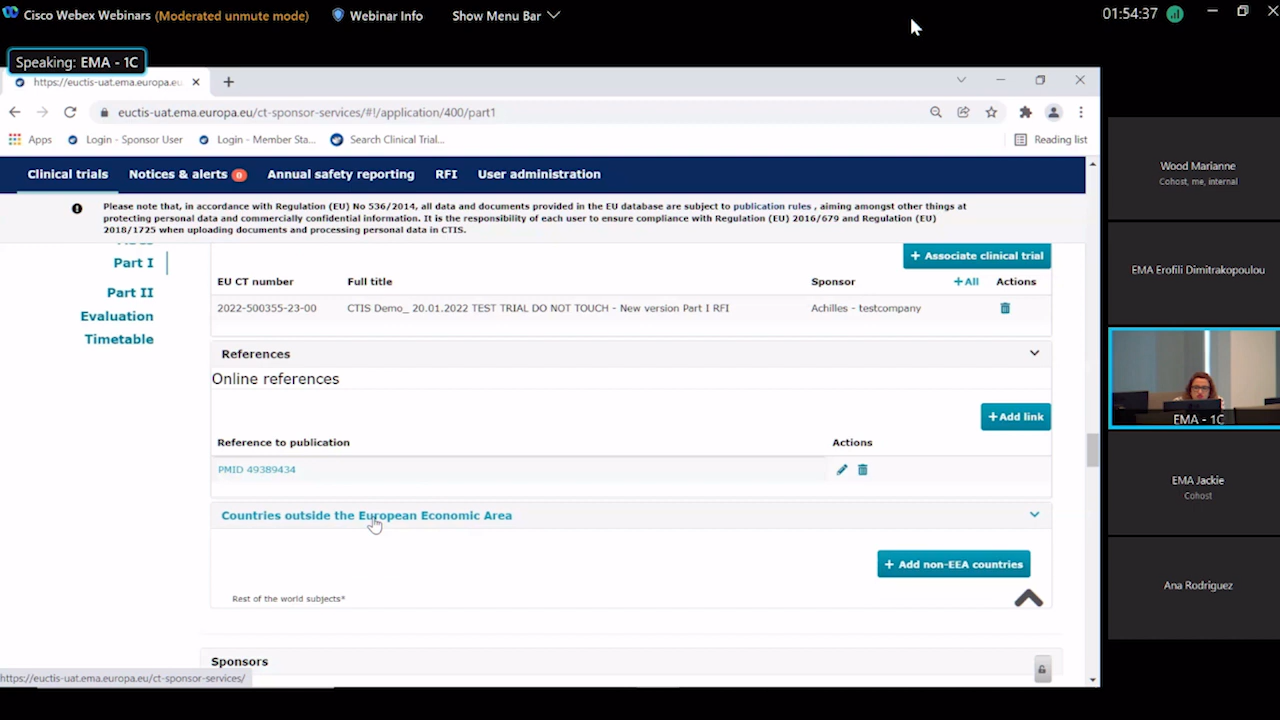 Cisco Webex Webinars (Moderated unmute mode) Webinar Info Show Menu Bar 01:54:37
Speaking: EMA - 1C
https://euctis-uat.ema.europa.eu
euctis-uat.ema.europa.eu/ct-sponsor-services/#!/application/400/part1
Apps Login - Sponsor User Login - Member Sta... Search Clinical Trial... Reading list
Clinical trials Notices & alerts 0 Annual safety reporting RFI User administration
Please note that, in accordance with Regulation (EU) No 536/2014, all data and documents provided in the EU database are subject to publication rules , aiming amongst other things at
protecting personal data and commercially confidential information. It is the responsibility of each user to ensure compliance with Regulation (EU) 2016/679 and Regulation (EU)
2018/1725 when uploading documents and processing personal data in CTIS.
Part I
Part II
Evaluation
Timetable
+ Associate clinical trial
EU CT number Full title Sponsor +All Actions
2022-500355-23-00 CTIS Demo_ 20.01.2022 TEST TRIAL DO NOT TOUCH - New version Part I RFI Achilles - testcompany
References
Online references
+Add link
Reference to publication Actions
PMID 49389434
Countries outside the European Economic Area
+ Add non-EEA countries
Rest of the world subjects*
Sponsors
https://euctis-uat.ema.europa.eu/ct-sponsor-services/
Wood Marianne
Cohost, me, internal
EMA Erofili Dimitrakopoulou
EMA - 1C
EMA Jackie
Cohost
Ana Rodriguez